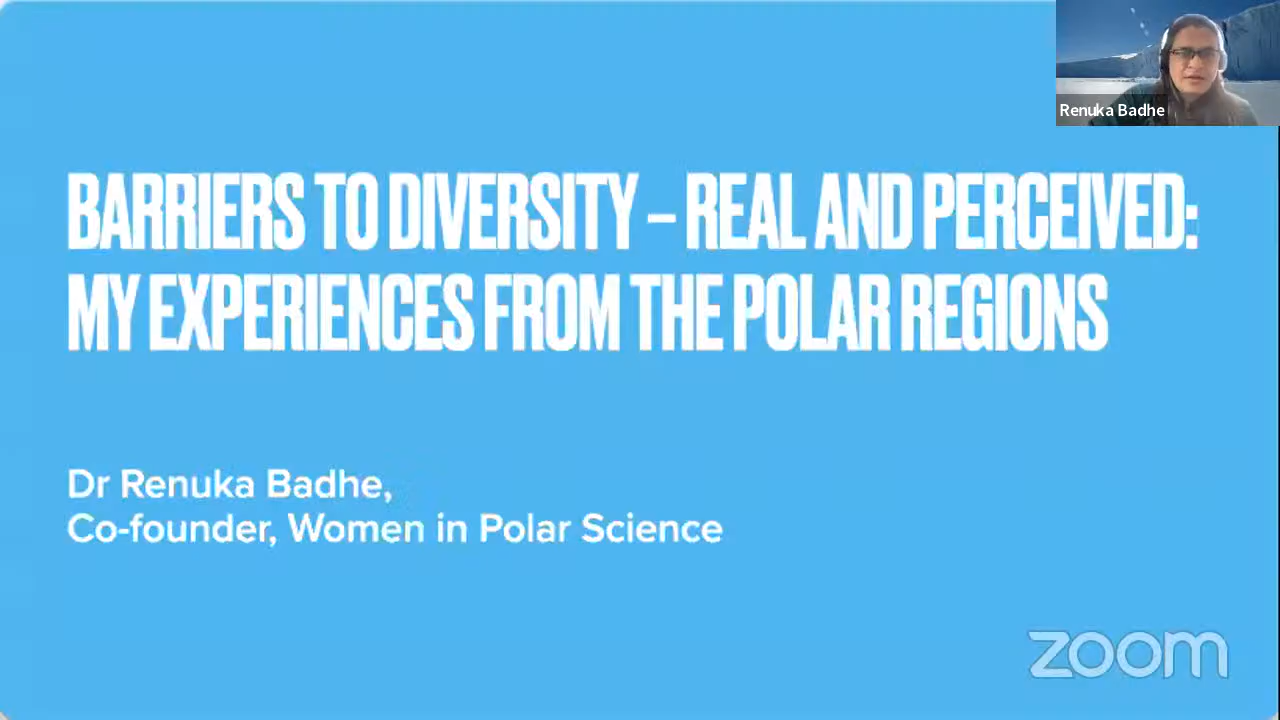 Renuka Badhe
BARRIERS TO DIVERSITY – REAL AND PERCEIVED:
MY EXPERIENCES FROM THE POLAR REGIONS
Dr Renuka Badhe,
Co-founder, Women in Polar Science
zoom